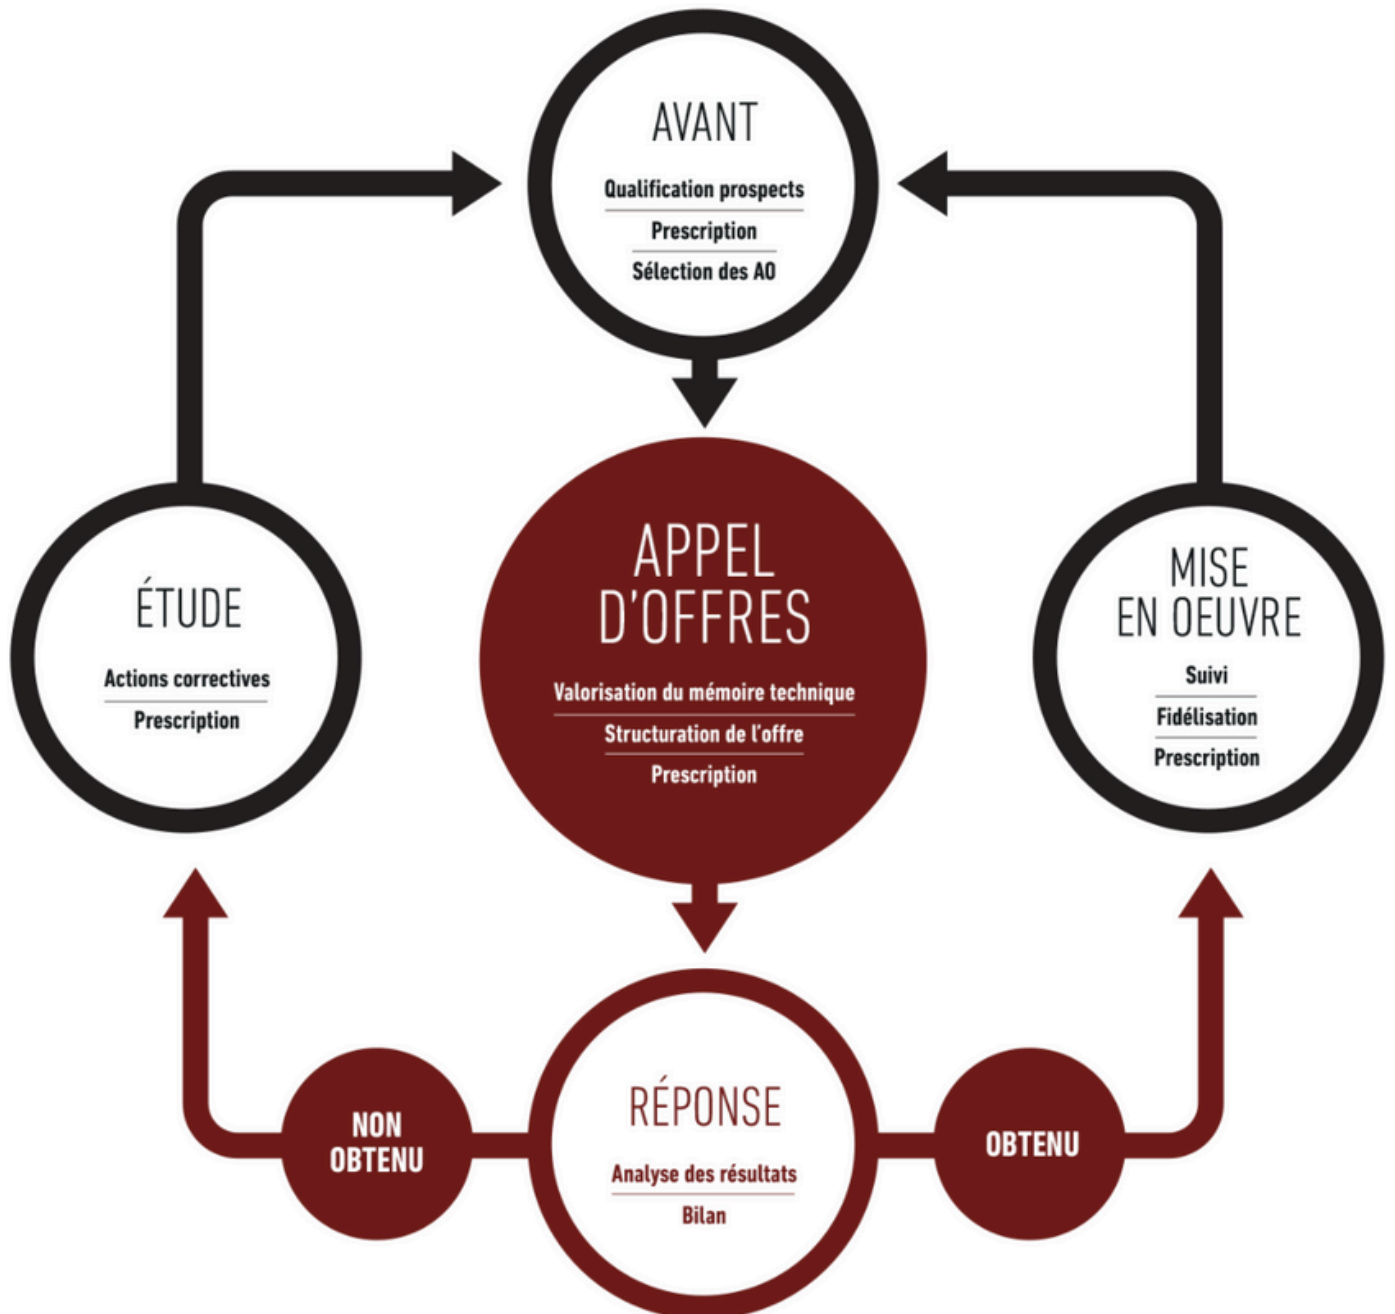 AVANT
Qualification prospects
Prescription
Sélection des AO
APPEL
D'OFFRES
Valorisation du mémoire technique
Structuration de l'offre
Prescription
ÉTUDE
Actions correctives
Prescription
MISE
EN OEUVRE
Suivi
Fidélisation
Prescription
NON
OBTENU
RÉPONSE
Analyse des résultats
Bilan
OBTENU